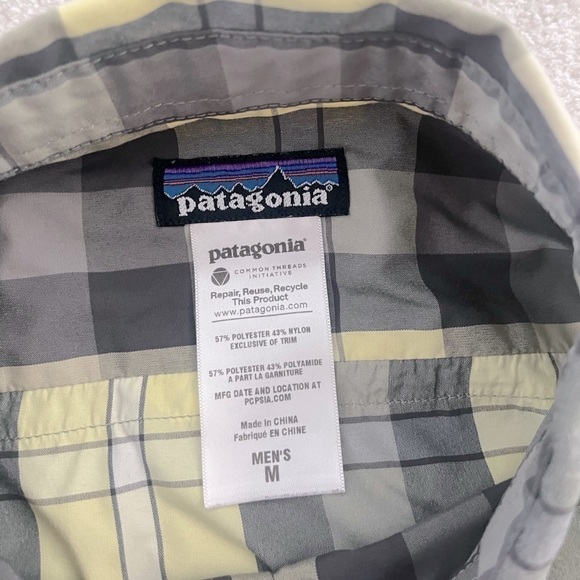 patagonia®
patagonia®
COMMON THREADS
INITIATIVE
Repair, Reuse, Recycle
This Product
www.patagonia.com
57% POLYESTER 43% NYLON
EXCLUSIVE OF TRIM
57% POLYESTER 43% POLYAMIDE
A PART LA GARNITURE
MFG DATE AND LOCATION AT
PCPSIA.COM
MADE IN CHINA
FABRIQUÉ EN CHINE
MEN'S
M